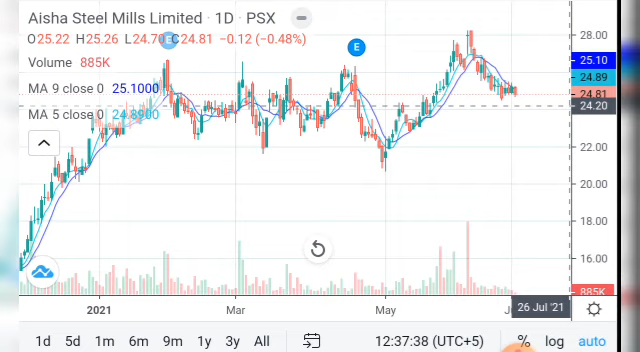 Aisha Steel Mills Limited · 1D · PSX
O25.22 H25.26 L24.70 C24.81 −0.12 (−0.48%)
Volume 885K
MA 9 close 0 25.1000
MA 5 close 0 24.8900
E
E
28.00
25.10
24.89
24.81
24.20
22.00
20.00
18.00
16.00
885K
2021 Mar May 26 Jul '21
1d 5d 1m 6m 9m 1y 3y All 12:37:38 (UTC+5) % log auto